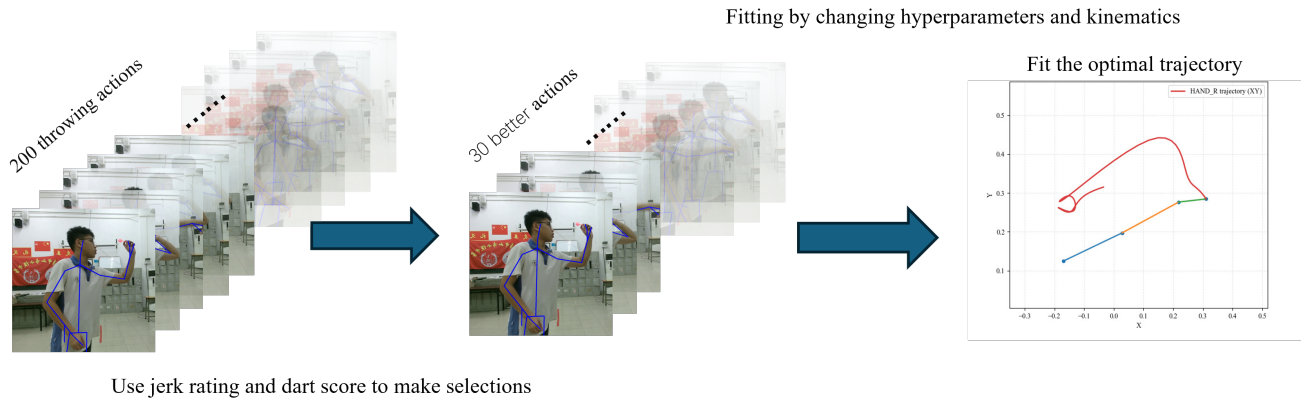 Fitting by changing hyperparameters and kinematics
200 throwing actions
30 better actions
Fit the optimal trajectory
HAND_R trajectory (XY)
0.5
0.4
0.3
0.2
0.1
Y
−0.3 −0.2 −0.1 0.0 0.1 0.2 0.3 0.4 0.5
X
Use jerk rating and dart score to make selections